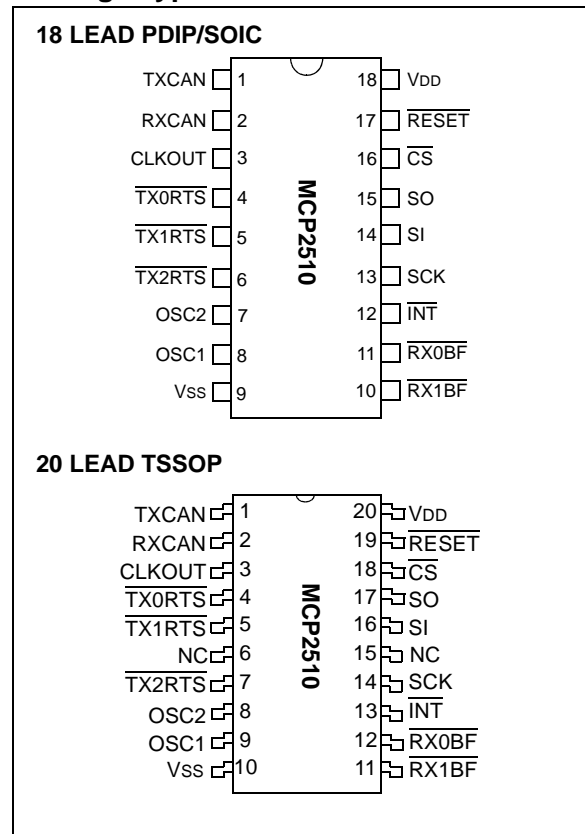 18 LEAD PDIP/SOIC
TXCAN 1 18 VDD
RXCAN 2 17 RESET
CLKOUT 3 16 CS
TX0RTS 4 15 SO
TX1RTS 5 14 SI
TX2RTS 6 13 SCK
OSC2 7 12 INT
OSC1 8 11 RX0BF
Vss 9 10 RX1BF
MCP2510
20 LEAD TSSOP
TXCAN 1 20 VDD
RXCAN 2 19 RESET
CLKOUT 3 18 CS
TX0RTS 4 17 SO
TX1RTS 5 16 SI
NC 6 15 NC
TX2RTS 7 14 SCK
OSC2 8 13 INT
OSC1 9 12 RX0BF
Vss 10 11 RX1BF
MCP2510